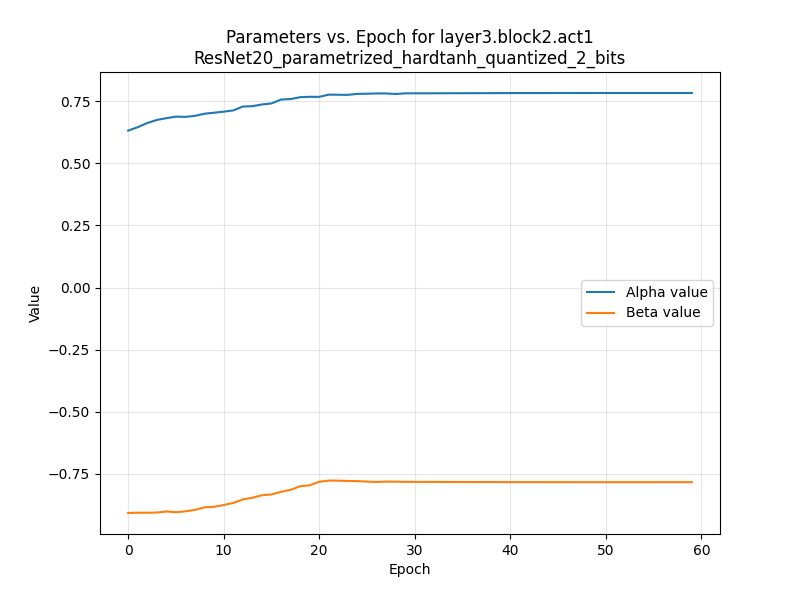 Parameters vs. Epoch for layer3.block2.act1
ResNet20_parametrized_hardtanh_quantized_2_bits
0.75
0.50
0.25
0.00
−0.25
−0.50
−0.75
Value
Alpha value
Beta value
0 10 20 30 40 50 60
Epoch